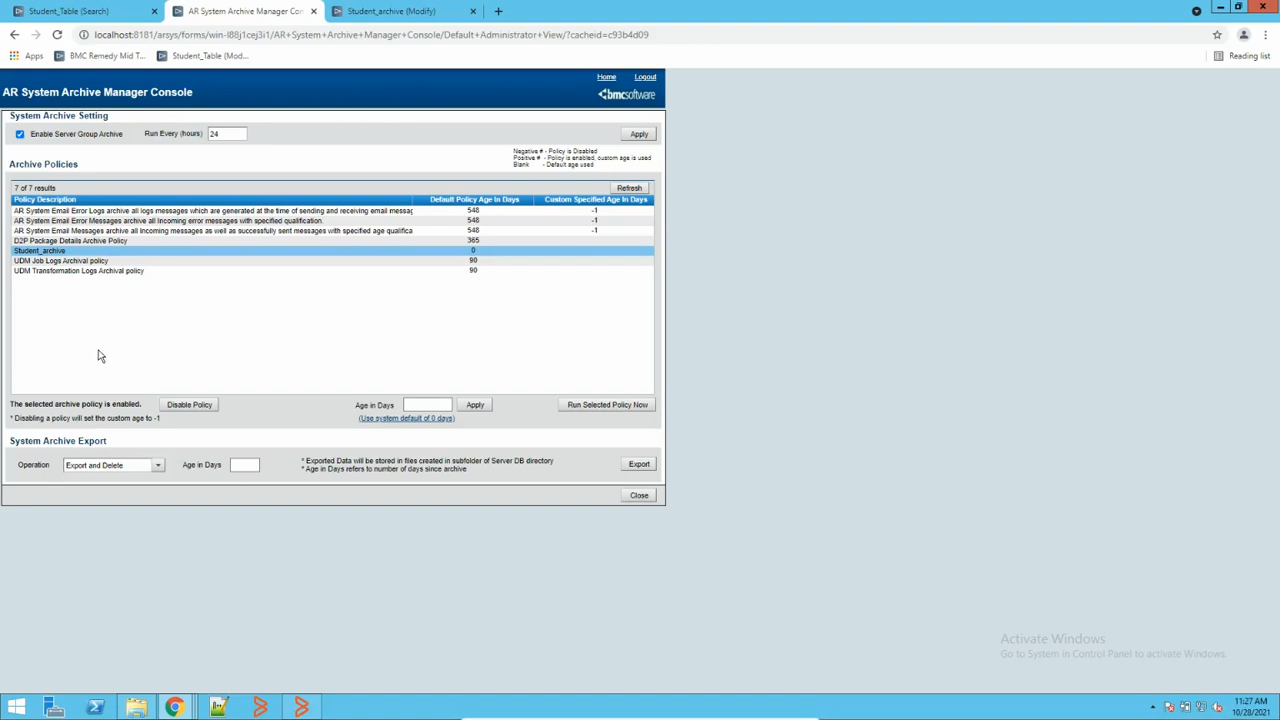 Student_Table (Search)
AR System Archive Manager Con
Student_archive (Modify)
localhost:8181/arsys/forms/win-l88j1cej3i1/AR+System+Archive+Manager+Console/Default+Administrator+View/?cacheid=c93b4d09
Apps
BMC Remedy Mid T...
Student_Table (Mod...
Reading list
Home
Logout
AR System Archive Manager Console
bmcsoftware
System Archive Setting
Enable Server Group Archive
Run Every (hours)
24
Apply
Negative # - Policy is Disabled
Positive # - Policy is enabled, custom age is used
Blank - Default age used
Archive Policies
7 of 7 results
Refresh
Policy Description Default Policy Age In Days Custom Specified Age In Days
AR System Email Error Logs archive all logs messages which are generated at the time of sending and receiving email messag 548 -1
AR System Email Error Messages archive all Incoming error messages with specified qualification. 548 -1
AR System Email Messages archive all Incoming messages as well as successfully sent messages with specified age qualifica 548 -1
D2P Package Details Archive Policy 365
Student_archive 0
UDM Job Logs Archival policy 90
UDM Transformation Logs Archival policy 90
The selected archive policy is enabled.
Disable Policy
Age in Days
Apply
Run Selected Policy Now
* Disabling a policy will set the custom age to -1
(Use system default of 0 days)
System Archive Export
Operation
Export and Delete
Age in Days
* Exported Data will be stored in files created in subfolder of Server DB directory
* Age in Days refers to number of days since archive
Export
Close
Activate Windows
Go to System in Control Panel to activate Windows.
11:27 AM
10/28/2021